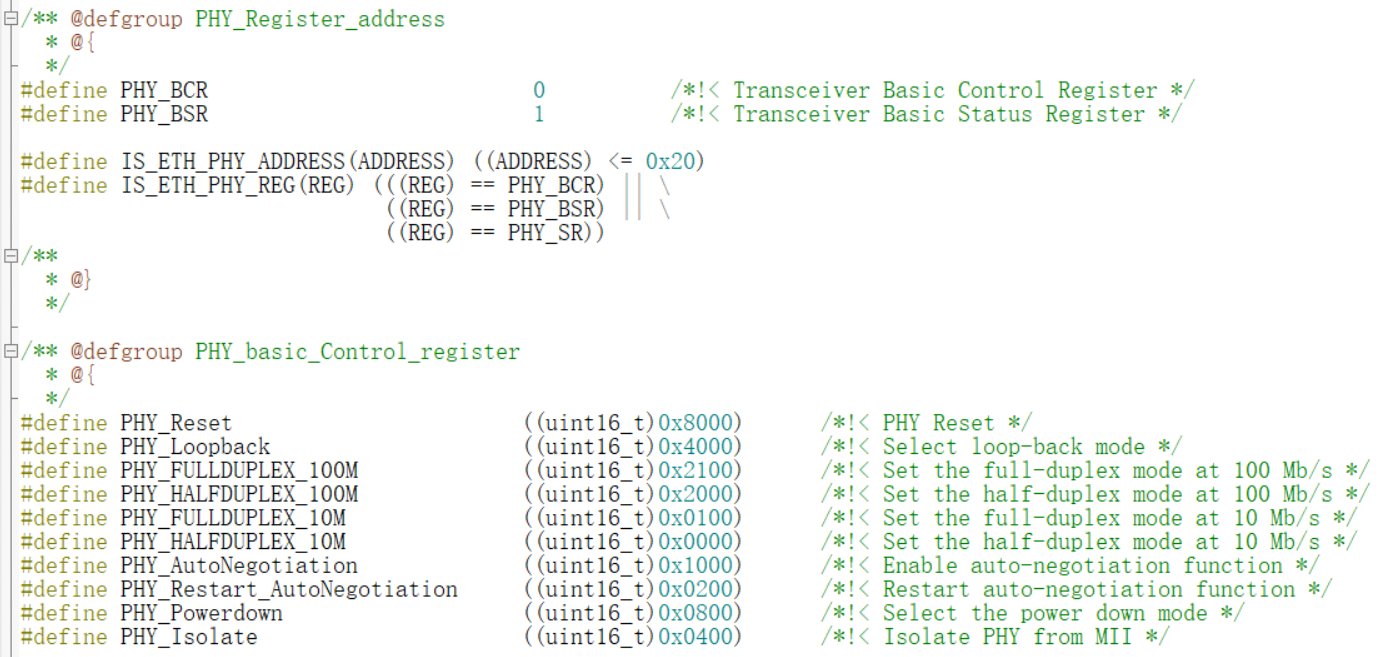 /** @defgroup PHY_Register_address
  * @{
  */
#define PHY_BCR                          0          /*!< Transceiver Basic Control Register */
#define PHY_BSR                          1          /*!< Transceiver Basic Status Register */

#define IS_ETH_PHY_ADDRESS(ADDRESS) ((ADDRESS) <= 0x20)
#define IS_ETH_PHY_REG(REG) (((REG) == PHY_BCR) || \
                             ((REG) == PHY_BSR) || \
                             ((REG) == PHY_SR))
/**
  * @}
  */

/** @defgroup PHY_basic_Control_register
  * @{
  */
#define PHY_Reset                       ((uint16_t)0x8000)      /*!< PHY Reset */
#define PHY_Loopback                    ((uint16_t)0x4000)      /*!< Select loop-back mode */
#define PHY_FULLDUPLEX_100M             ((uint16_t)0x2100)      /*!< Set the full-duplex mode at 100 Mb/s */
#define PHY_HALFDUPLEX_100M             ((uint16_t)0x2000)      /*!< Set the half-duplex mode at 100 Mb/s */
#define PHY_FULLDUPLEX_10M              ((uint16_t)0x0100)      /*!< Set the full-duplex mode at 10 Mb/s */
#define PHY_HALFDUPLEX_10M              ((uint16_t)0x0000)      /*!< Set the half-duplex mode at 10 Mb/s */
#define PHY_AutoNegotiation             ((uint16_t)0x1000)      /*!< Enable auto-negotiation function */
#define PHY_Restart_AutoNegotiation     ((uint16_t)0x0200)      /*!< Restart auto-negotiation function */
#define PHY_Powerdown                   ((uint16_t)0x0800)      /*!< Select the power down mode */
#define PHY_Isolate                     ((uint16_t)0x0400)      /*!< Isolate PHY from MII */